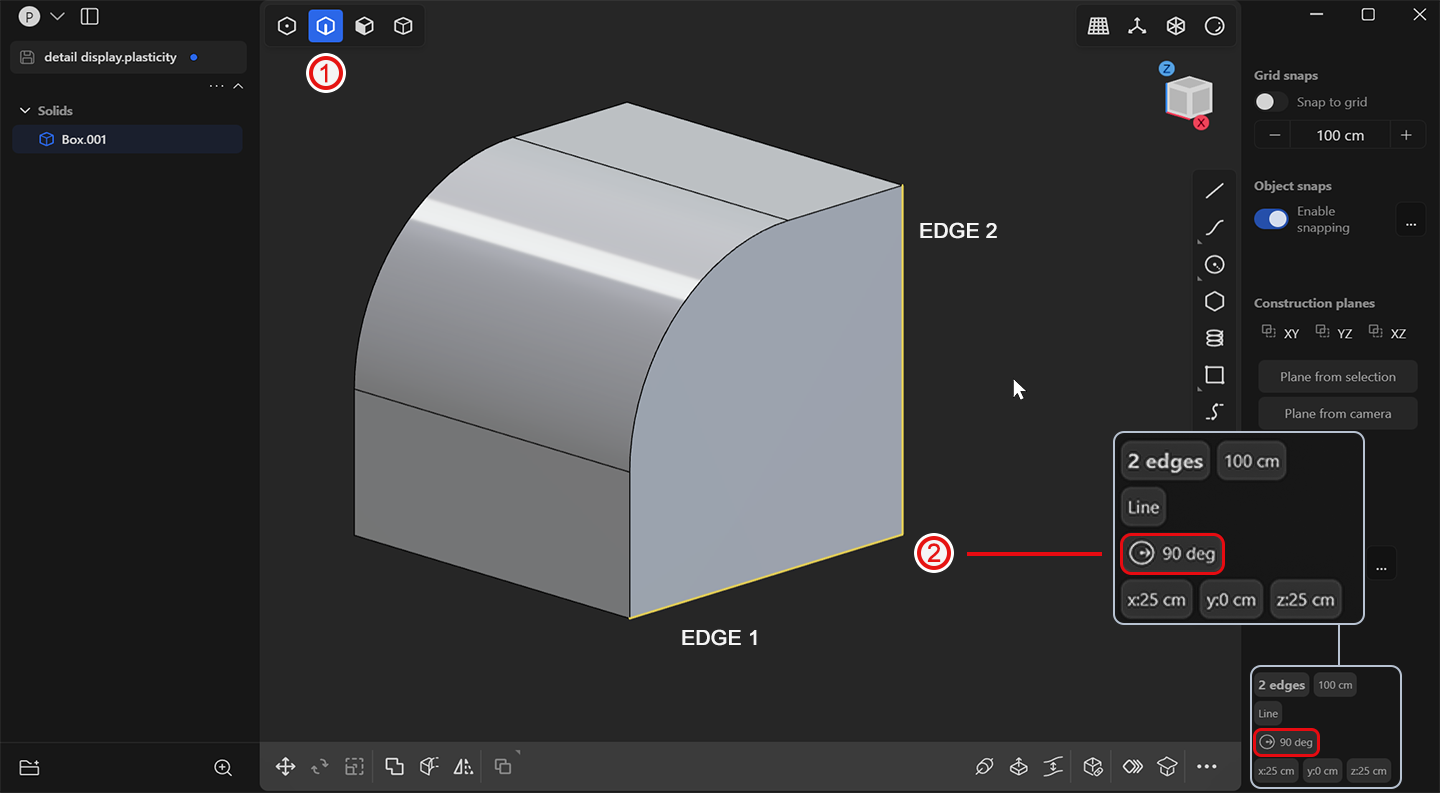 P
detail display.plasticity
...
Solids
Box.001
1
Z
X
EDGE 2
EDGE 1
2
Grid snaps
Snap to grid
− 100 cm +
Object snaps
Enable
snapping
...
Construction planes
XY YZ XZ
Plane from selection
Plane from camera
2 edges 100 cm
Line
90 deg
x:25 cm y:0 cm z:25 cm
...
2 edges 100 cm
Line
90 deg
x:25 cm y:0 cm z:25 cm